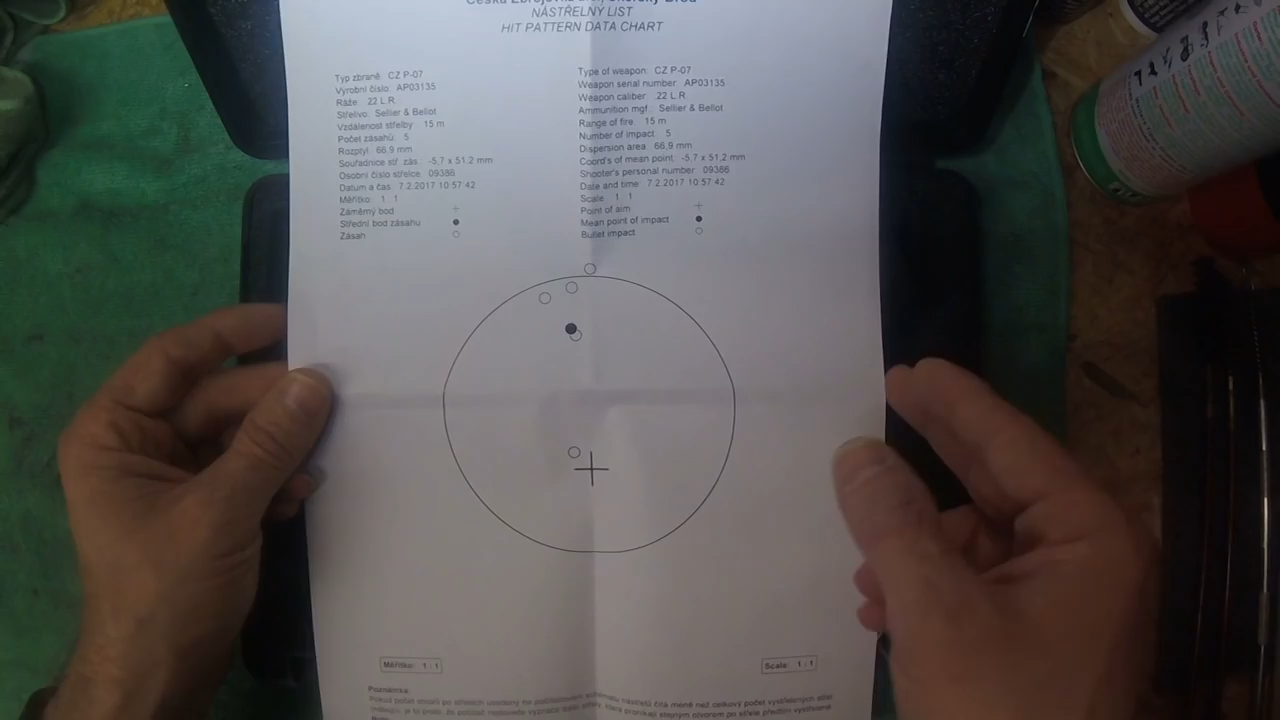 Česká zbrojovka a.s., Uherský Brod
NÁSTŘELNÝ LIST
HIT PATTERN DATA CHART
Typ zbraně: CZ P-07
Výrobní číslo: AP03135
Ráže: .22 L.R.
Střelivo: Sellier & Bellot
Vzdálenost střelby: 15 m
Počet zásahů: 5
Rozptyl: 66.9 mm
Souřadnice stř. zás.: -5,7 x 51.2 mm
Osobní číslo střelce: 09386
Datum a čas: 7.2.2017 10:57:42
Měřítko: 1 : 1
Záměrný bod
Střední bod zásahu
Zásah
Type of weapon: CZ P-07
Weapon serial number: AP03135
Weapon caliber: .22 L.R.
Ammunition mgf.: Sellier & Bellot
Range of fire: 15 m
Number of impact: 5
Dispersion area: 66,9 mm
Coord's of mean point: -5,7 x 51.2 mm
Shooter's personal number: 09386
Date and time: 7.2.2017 10:57:42
Scale: 1 : 1
Point of aim
Mean point of impact
Bullet impact
Měřítko: 1 : 1
Scale: 1 : 1
Poznámka: